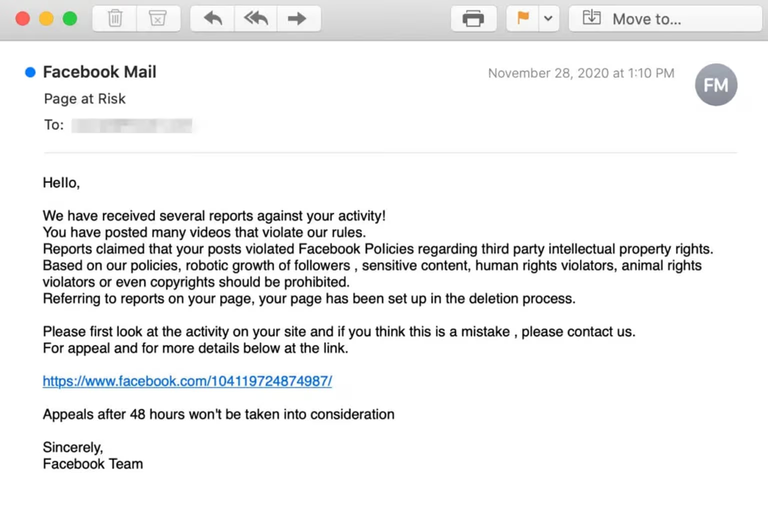 Move to...
Facebook Mail
November 28, 2020 at 1:10 PM
FM
Page at Risk
To:
Hello,
We have received several reports against your activity!
You have posted many videos that violate our rules.
Reports claimed that your posts violated Facebook Policies regarding third party intellectual property rights.
Based on our policies, robotic growth of followers , sensitive content, human rights violators, animal rights
violators or even copyrights should be prohibited.
Referring to reports on your page, your page has been set up in the deletion process.
Please first look at the activity on your site and if you think this is a mistake , please contact us.
For appeal and for more details below at the link.
https://www.facebook.com/104119724874987/
Appeals after 48 hours won't be taken into consideration
Sincerely,
Facebook Team